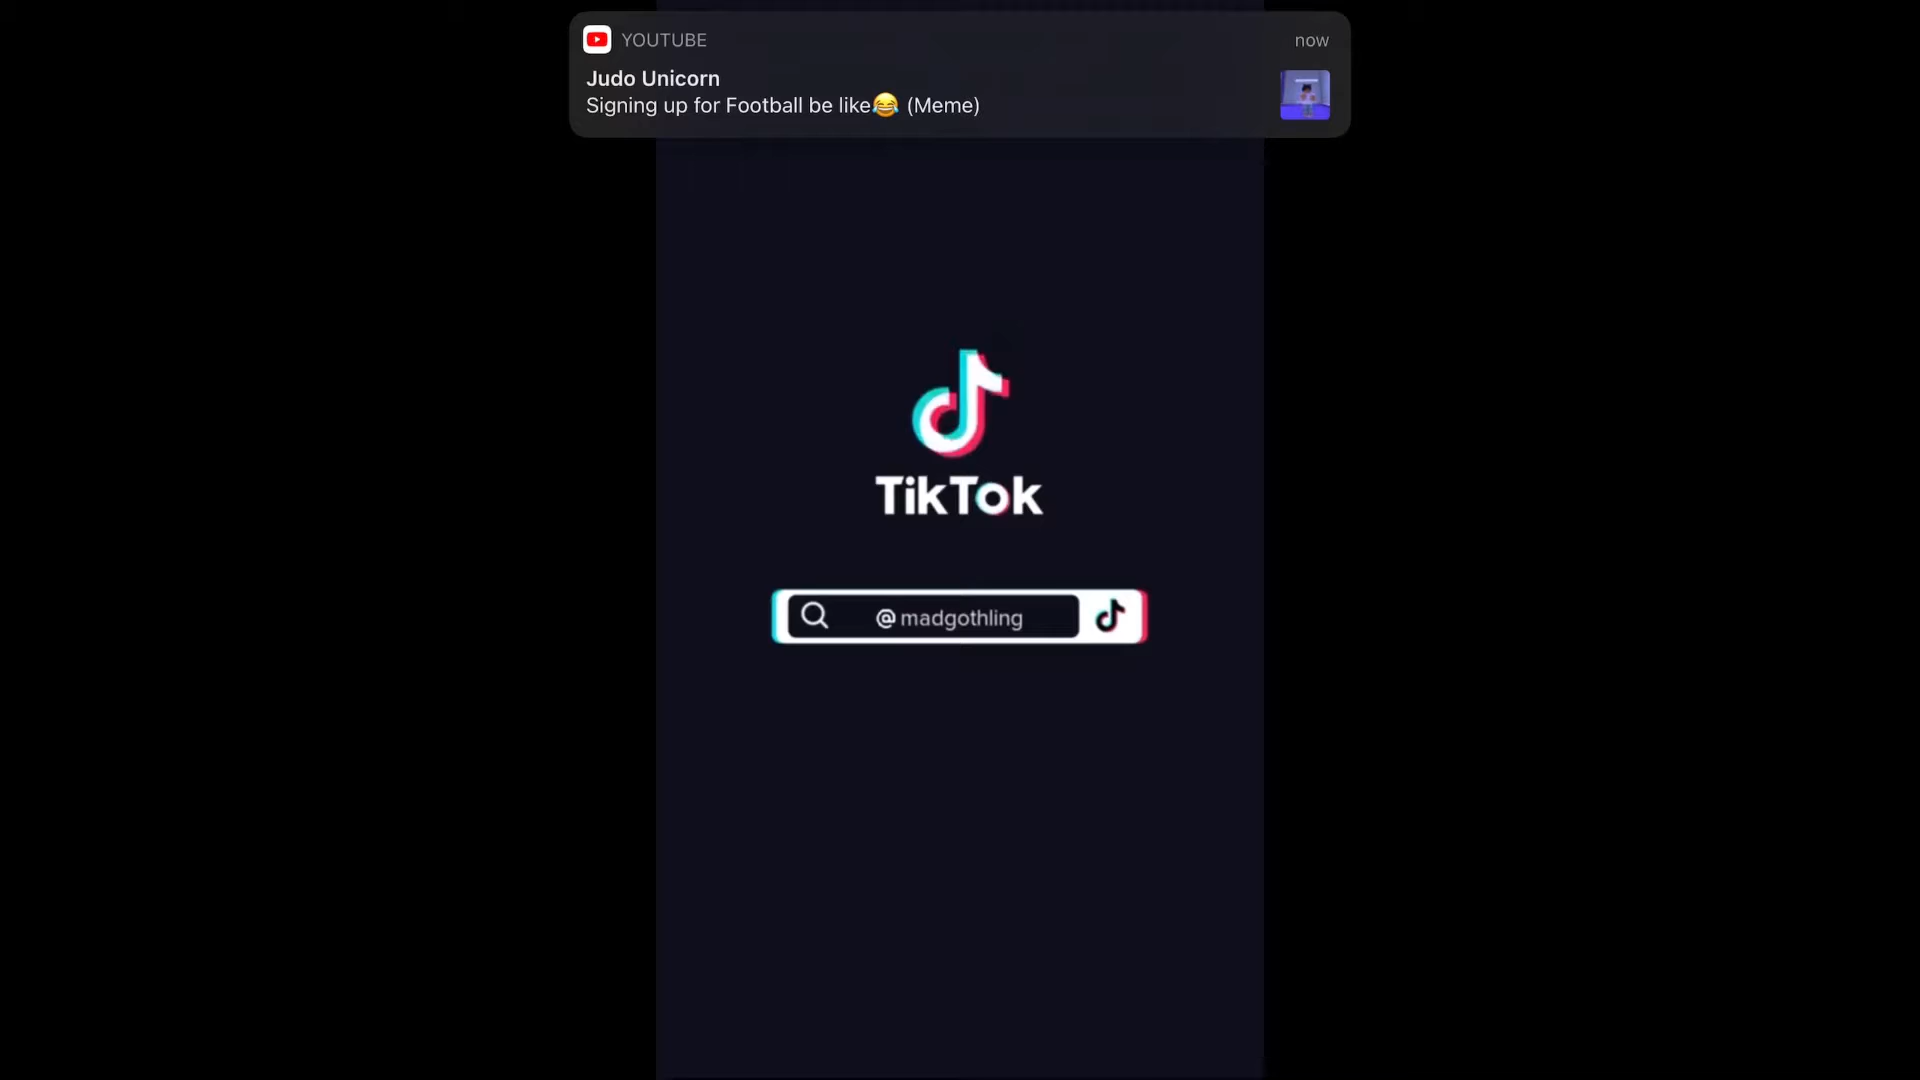 YOUTUBE
now
Judo Unicorn
Signing up for Football be like😂 (Meme)
TikTok
@madgothling